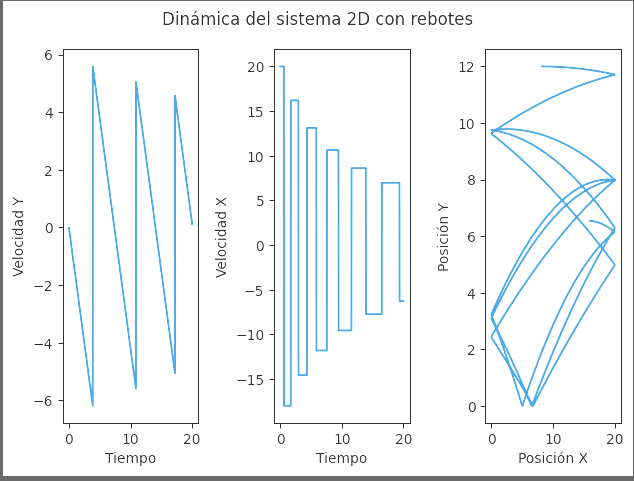 Dinámica del sistema 2D con rebotes
6
4
2
0
−2
−4
−6
Velocidad Y
0 10 20
Tiempo
20
15
10
5
0
−5
−10
−15
Velocidad X
0 10 20
Tiempo
12
10
8
6
4
2
0
Posición Y
0 10 20
Posición X